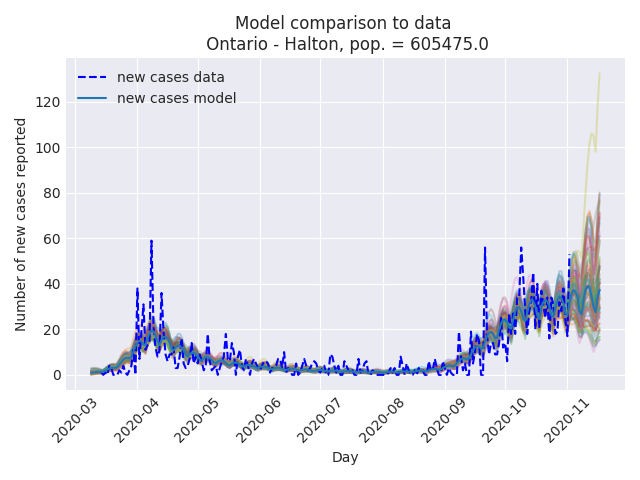 Model comparison to data
Ontario - Halton, pop. = 605475.0
new cases data
new cases model
Number of new cases reported
120
100
80
60
40
20
0
2020-03
2020-04
2020-05
2020-06
2020-07
2020-08
2020-09
2020-10
2020-11
Day